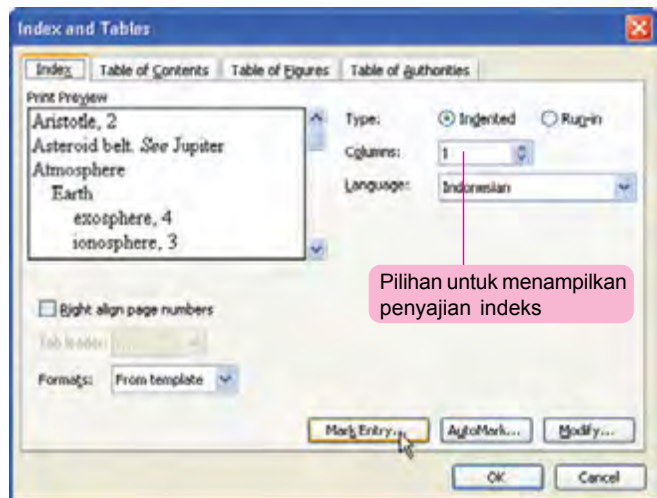 Index and Tables
Index Table of Contents Table of Figures Table of Authorities
Print Preview
Aristotle, 2
Asteroid belt. See Jupiter
Atmosphere
Earth
exosphere, 4
ionosphere, 3
Type: Indented Run-in
Columns: 1
Language: Indonesian
Pilihan untuk menampilkan
penyajian indeks
Right align page numbers
Tab leader:
Formats: From template
Mark Entry... AutoMark... Modify...
OK Cancel